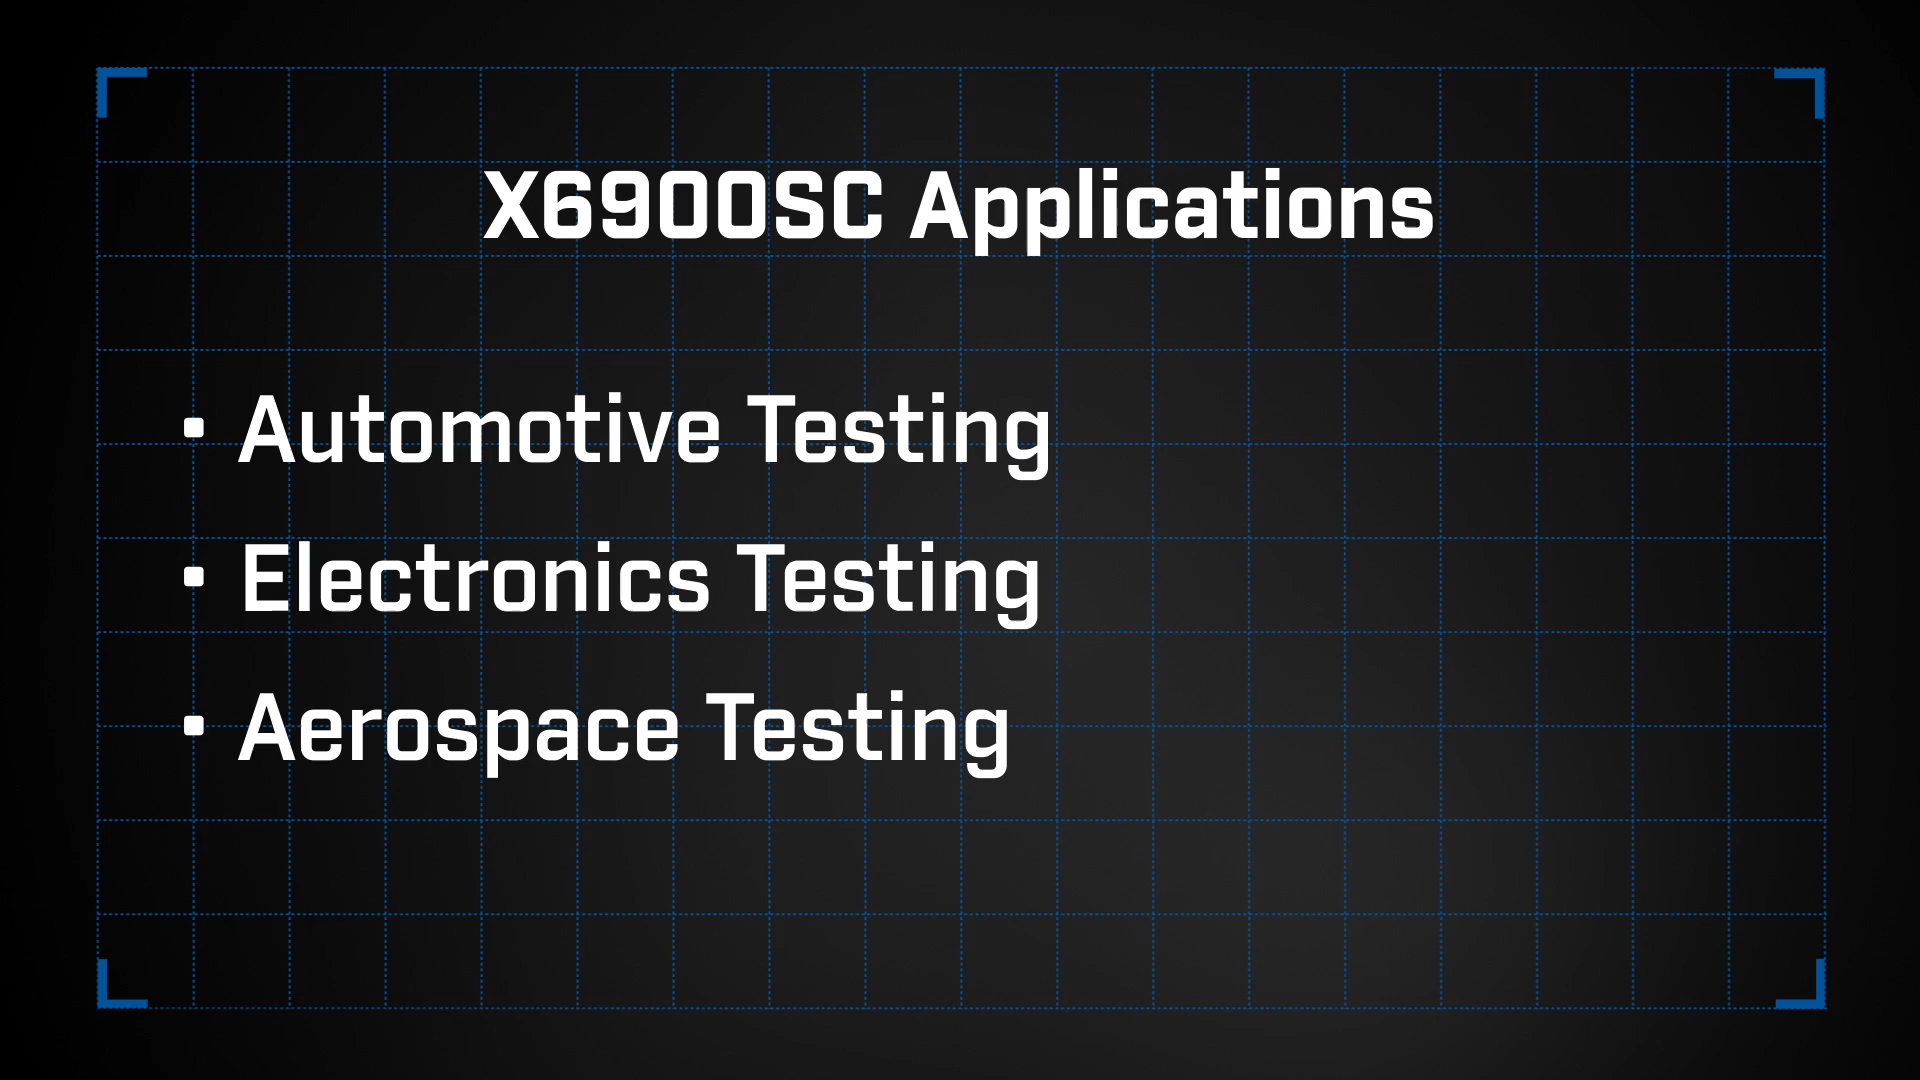 X6900SC Applications
• Automotive Testing
• Electronics Testing
• Aerospace Testing